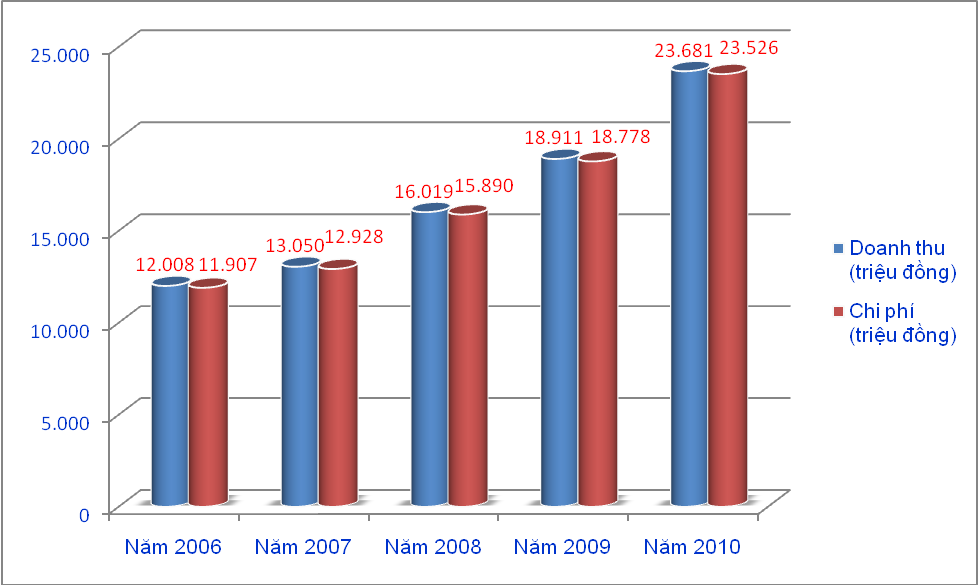 25.000
20.000
15.000
10.000
5.000
0
12.008 11.907
13.050 12.928
16.019 15.890
18.911 18.778
23.681 23.526
Năm 2006 Năm 2007 Năm 2008 Năm 2009 Năm 2010
Doanh thu
(triệu đồng)
Chi phí
(triệu đồng)